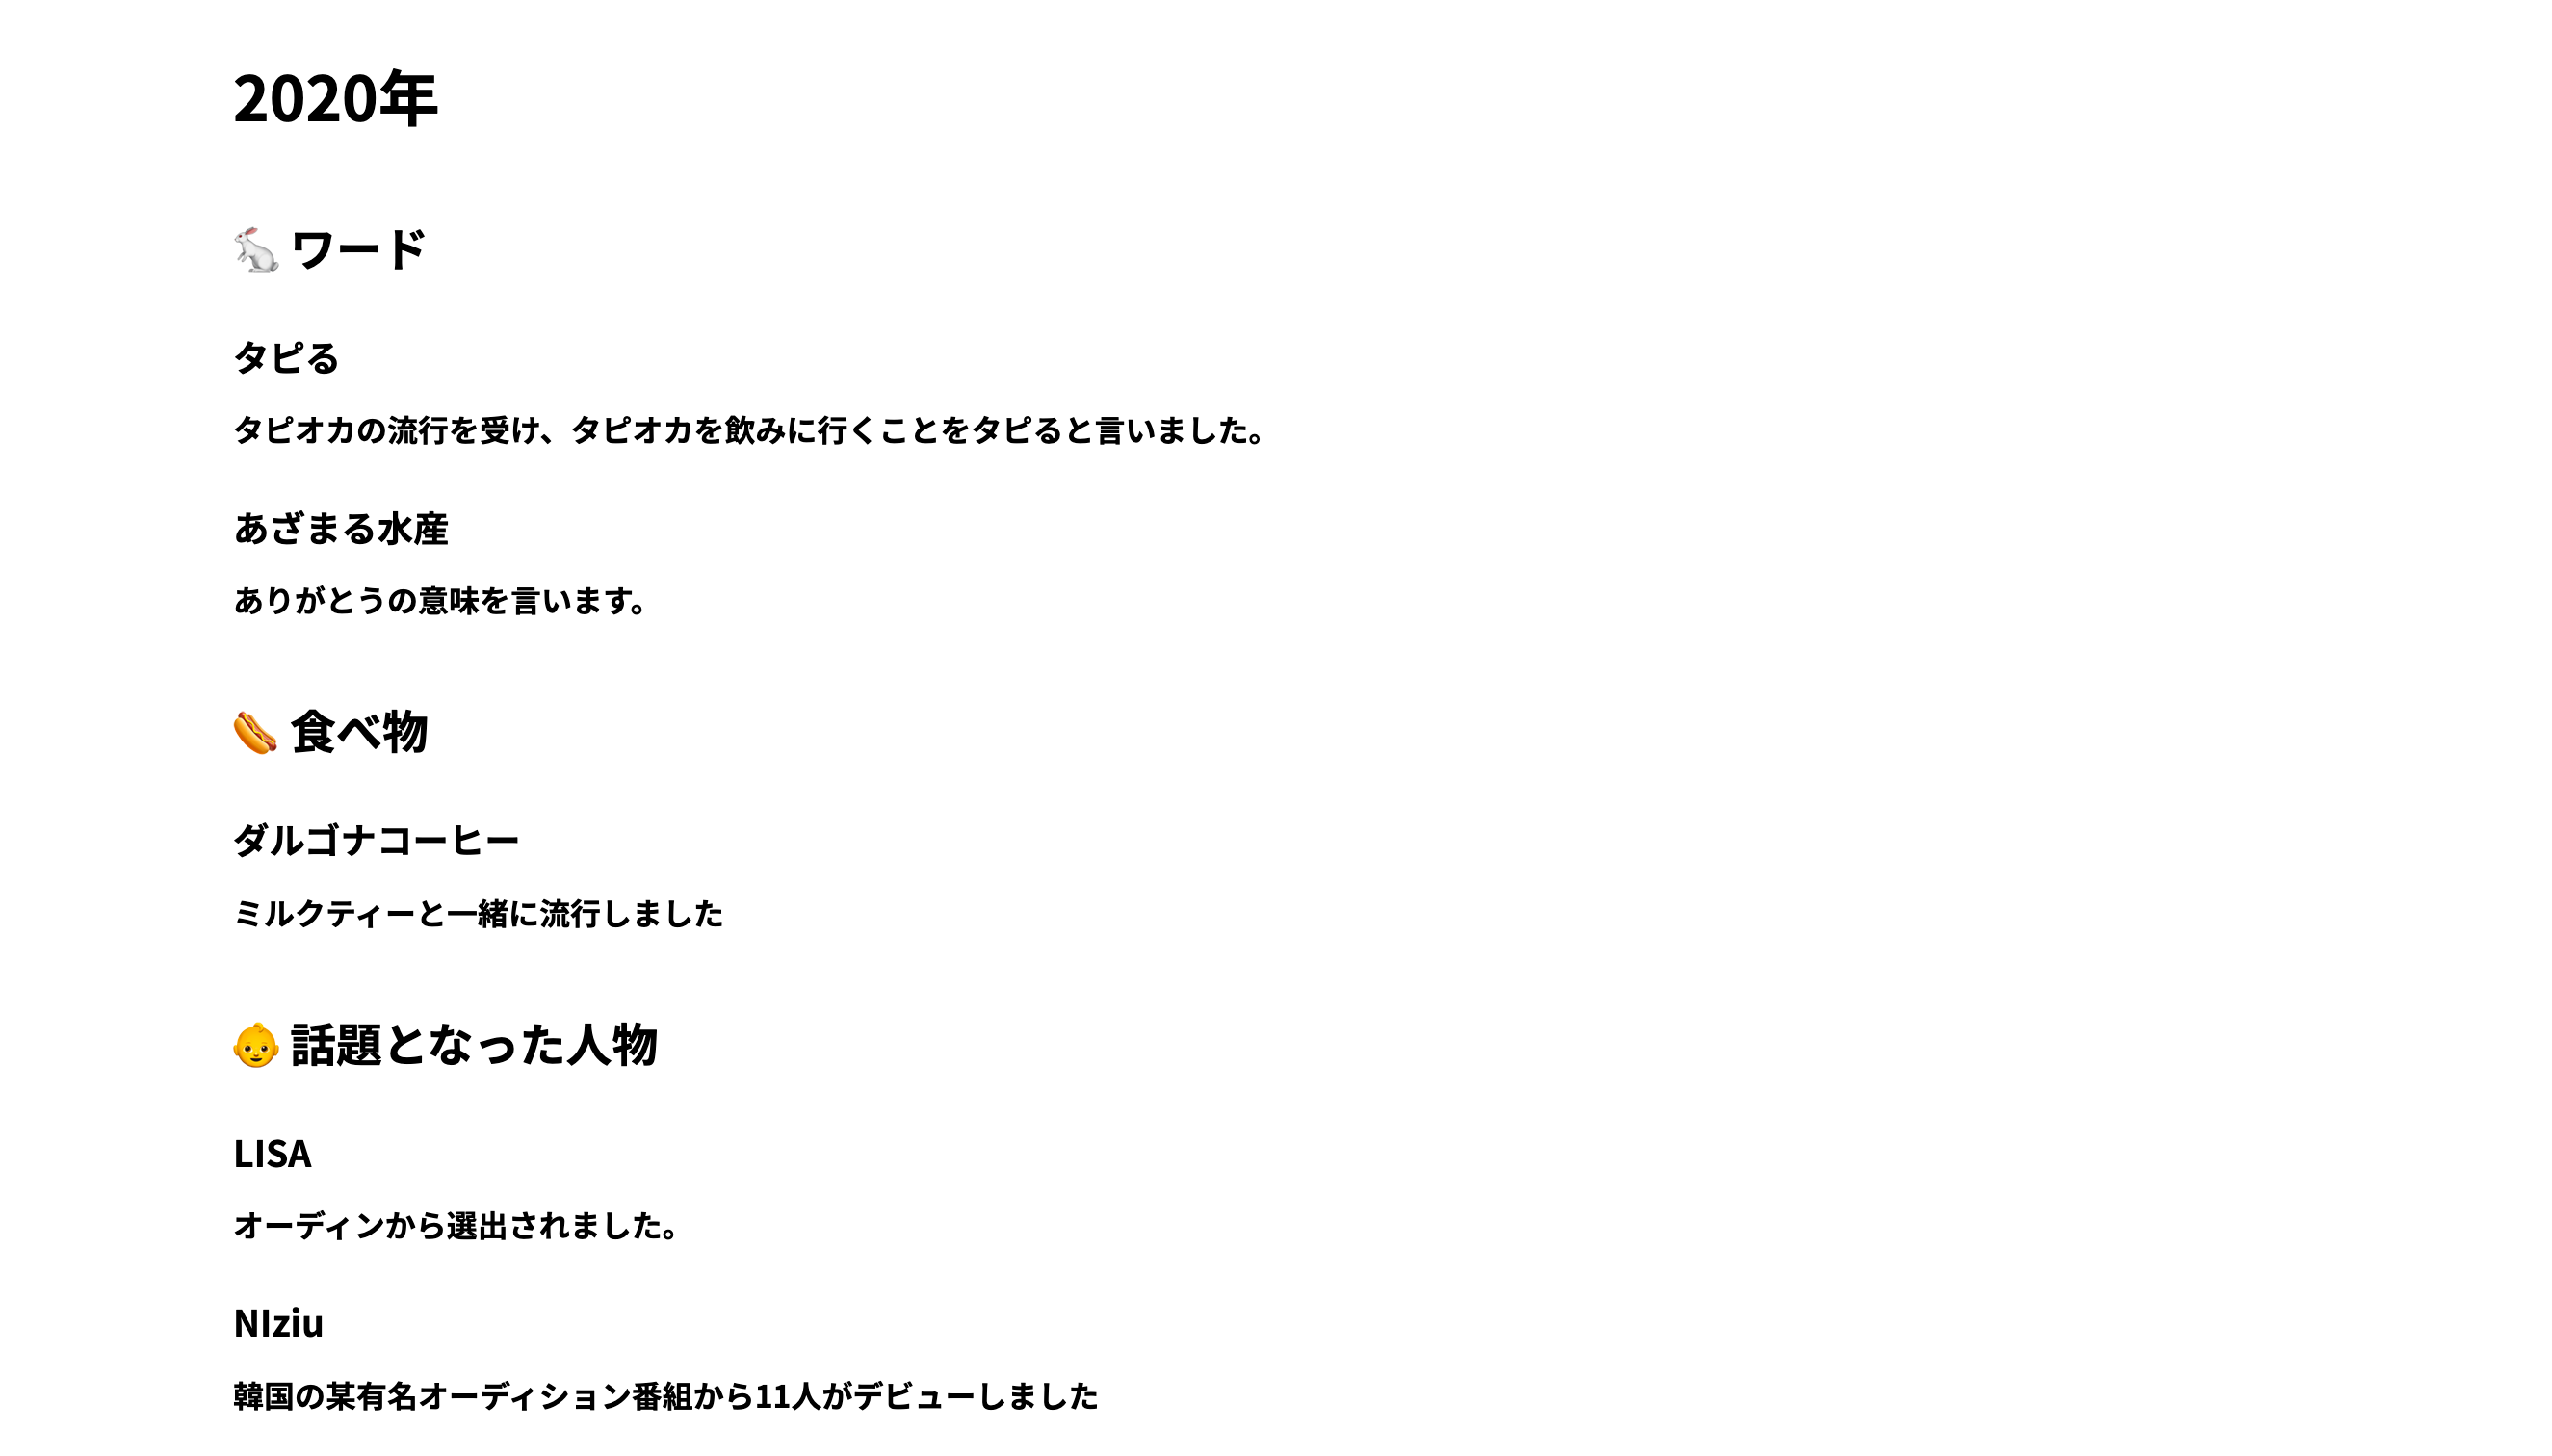 2020年
🐇 ワード
タピる
タピオカの流行を受け、タピオカを飲みに行くことをタピると言いました。
あざまる水産
ありがとうの意味を言います。
🌭 食べ物
ダルゴナコーヒー
ミルクティーと一緒に流行しました
👶 話題となった人物
LISA
オーディンから選出されました。
NIziu
韓国の某有名オーディション番組から11人がデビューしました